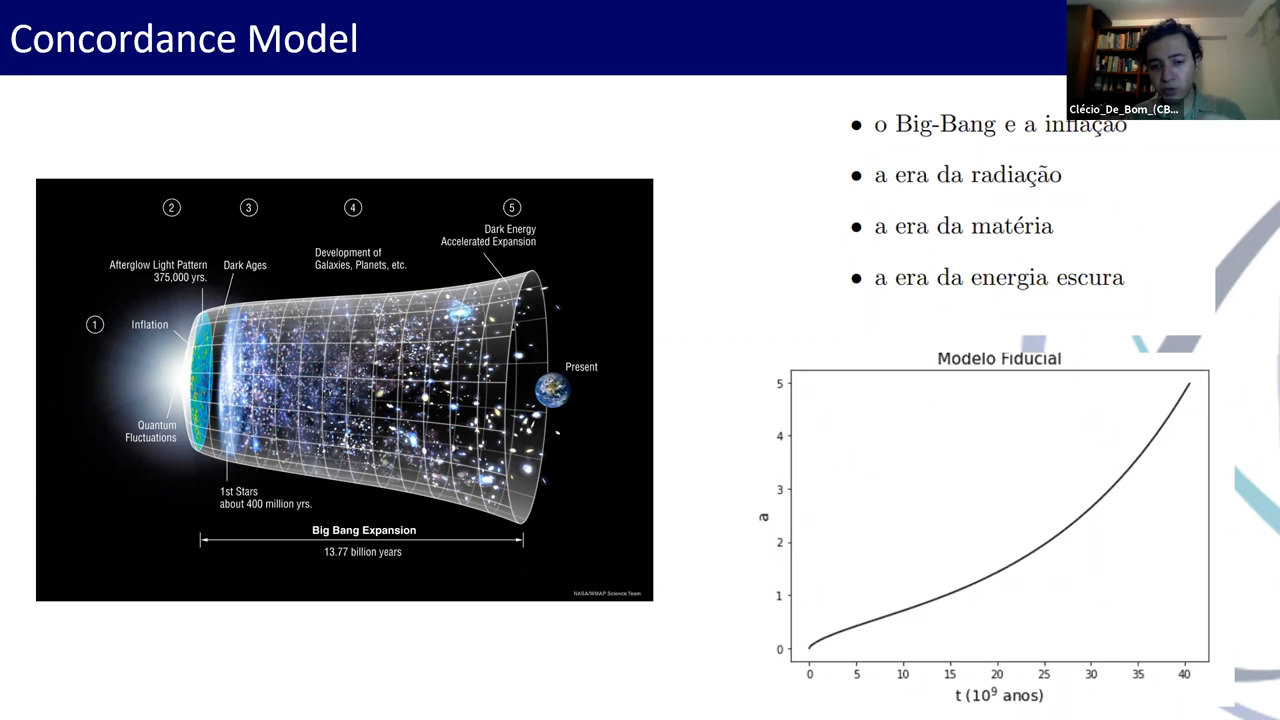 Concordance Model
Clécio_De_Bom_(CB...
• o Big-Bang e a inflação
• a era da radiação
• a era da matéria
• a era da energia escura
2
3
4
5
Dark Energy
Accelerated Expansion
Development of
Galaxies, Planets, etc.
Afterglow Light Pattern
375,000 yrs.
Dark Ages
1
Inflation
Present
Quantum
Fluctuations
1st Stars
about 400 million yrs.
Big Bang Expansion
13.77 billion years
NASA/WMAP Science Team
Modelo Fiducial
5
4
3
2
1
0
a
0 5 10 15 20 25 30 35 40
t (10⁹ anos)